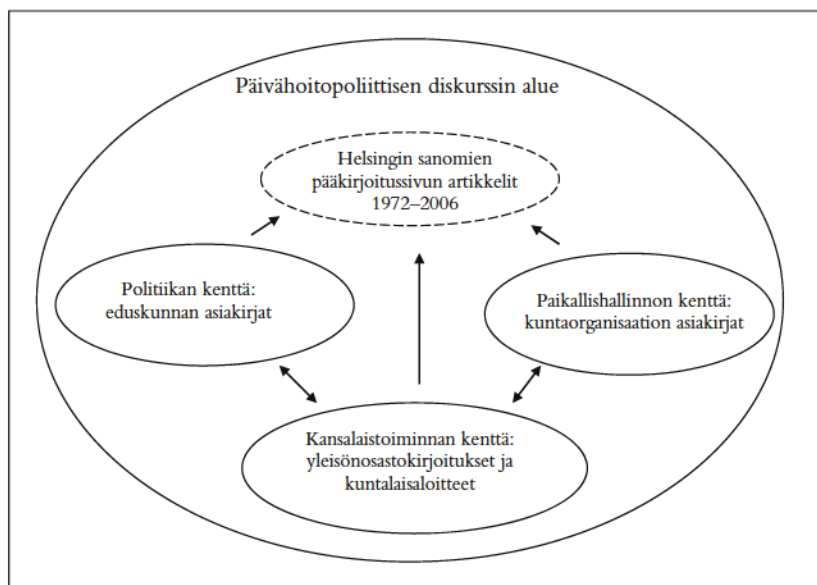 Päivähoitopoliittisen diskurssin alue
Helsingin sanomien
pääkirjoitussivun artikkelit
1972–2006
Politiikan kenttä:
eduskunnan asiakirjat
Paikallishallinnon kenttä:
kuntaorganisaation asiakirjat
Kansalaistoiminnan kenttä:
yleisönosastokirjoitukset ja
kuntalaisaloitteet